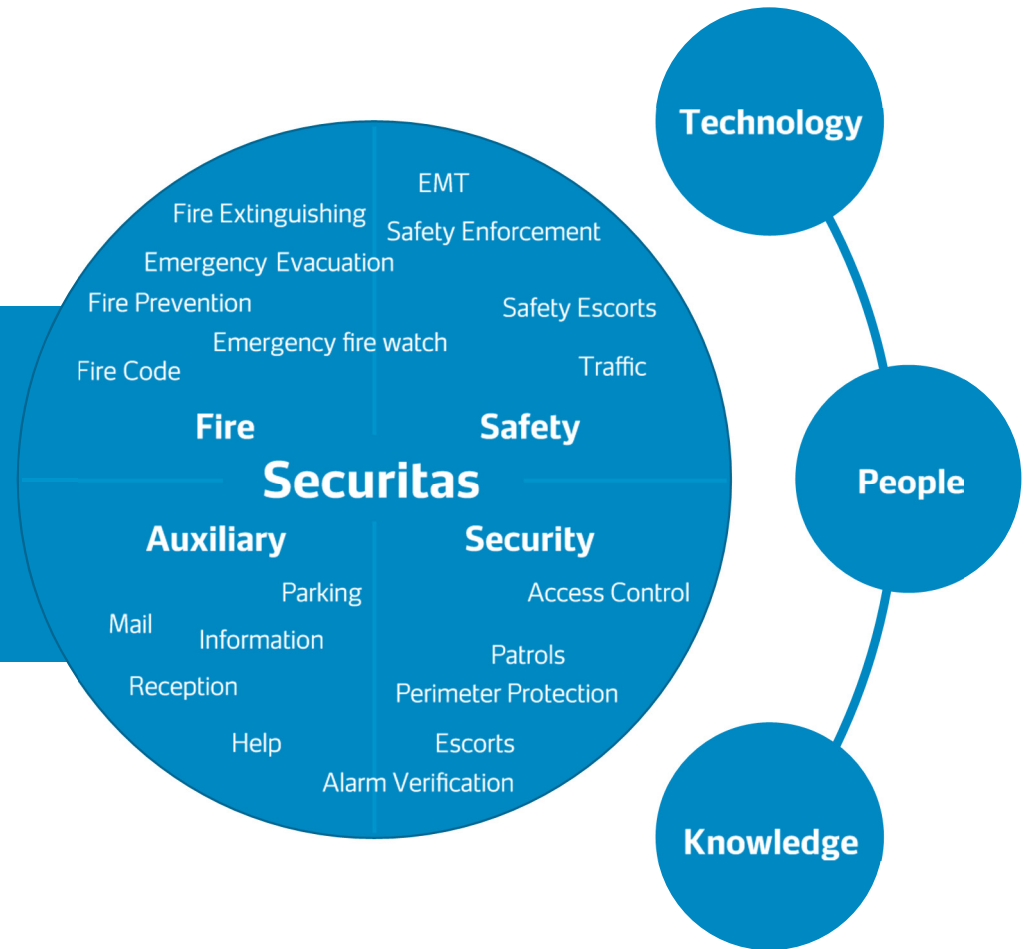 Technology
EMT
Fire Extinguishing
Safety Enforcement
Emergency Evacuation
Fire Prevention
Safety Escorts
Emergency fire watch
Fire Code
Traffic
Fire
Safety
Securitas
People
Auxiliary
Security
Parking
Access Control
Mail
Information
Patrols
Reception
Perimeter Protection
Help
Escorts
Alarm Verification
Knowledge